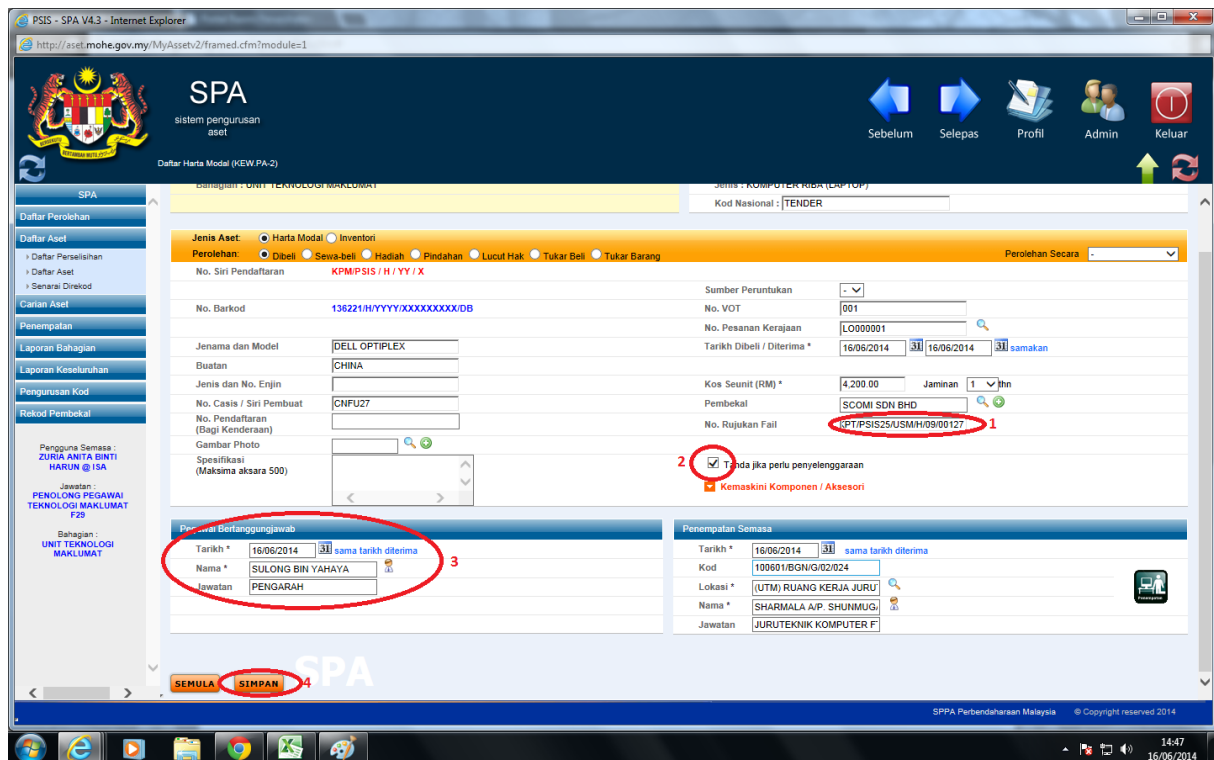 PSIS - SPA V4.3 - Internet Explorer
http://aset.mohe.gov.my/MyAssetv2/framed.cfm?module=1
SPA
sistem pengurusan
aset
Sebelum Selepas Profil Admin Keluar
BERTAMBAH MUTU
Daftar Harta Modal (KEW.PA-2)
SPA
Daftar Perolehan
Daftar Aset
Daftar Perselisihan
Daftar Aset
Senarai Direkod
Carian Aset
Penempatan
Laporan Bahagian
Laporan Keseluruhan
Pengurusan Kod
Rekod Pembekal
Pengguna Semasa :
ZURIA ANITA BINTI
HARUN @ ISA
Jawatan :
PENOLONG PEGAWAI
TEKNOLOGI MAKLUMAT
F29
Bahagian :
UNIT TEKNOLOGI
MAKLUMAT
Bahagian : UNIT TEKNOLOGI MAKLUMAT
Jenis : KOMPUTER RIBA (LAPTOP)
Kod Nasional : TENDER
Jenis Aset: Harta Modal Inventori
Perolehan: Dibeli Sewa-beli Hadiah Pindahan Lucut Hak Tukar Beli Tukar Barang Perolehan Secara -
No. Siri Pendaftaran KPM/PSIS / H / YY / X
Sumber Peruntukan -
No. Barkod 136221/H/YYYY/XXXXXXXXX/DB No. VOT 001
No. Pesanan Kerajaan LO000001
Jenama dan Model DELL OPTIPLEX Tarikh Dibeli / Diterima * 16/06/2014 31 16/06/2014 31 samakan
Buatan CHINA
Jenis dan No. Enjin Kos Seunit (RM) * 4,200.00 Jaminan 1 thn
No. Casis / Siri Pembuat CNFU27 Pembekal SCOMI SDN BHD
No. Pendaftaran
(Bagi Kenderaan) No. Rujukan Fail KPT/PSIS25/USM/H/09/00127 1
Gambar Photo
Spesifikasi
(Maksima aksara 500) 2 Tanda jika perlu penyelenggaraan
Kemaskini Komponen / Aksesori
Pegawai Bertanggungjawab
Tarikh * 16/06/2014 31 sama tarikh diterima
Nama * SULONG BIN YAHAYA 3
Jawatan PENGARAH
Penempatan Semasa
Tarikh * 16/06/2014 31 sama tarikh diterima
Kod 100601/BGN/G/02/024
Lokasi * (UTM) RUANG KERJA JURUT
Nama * SHARMALA A/P. SHUNMUGA
Jawatan JURUTEKNIK KOMPUTER F
Penempatan
SPA
SEMULA SIMPAN 4
SPPA Perbendaharaan Malaysia © Copyright reserved 2014
14:47
16/06/2014